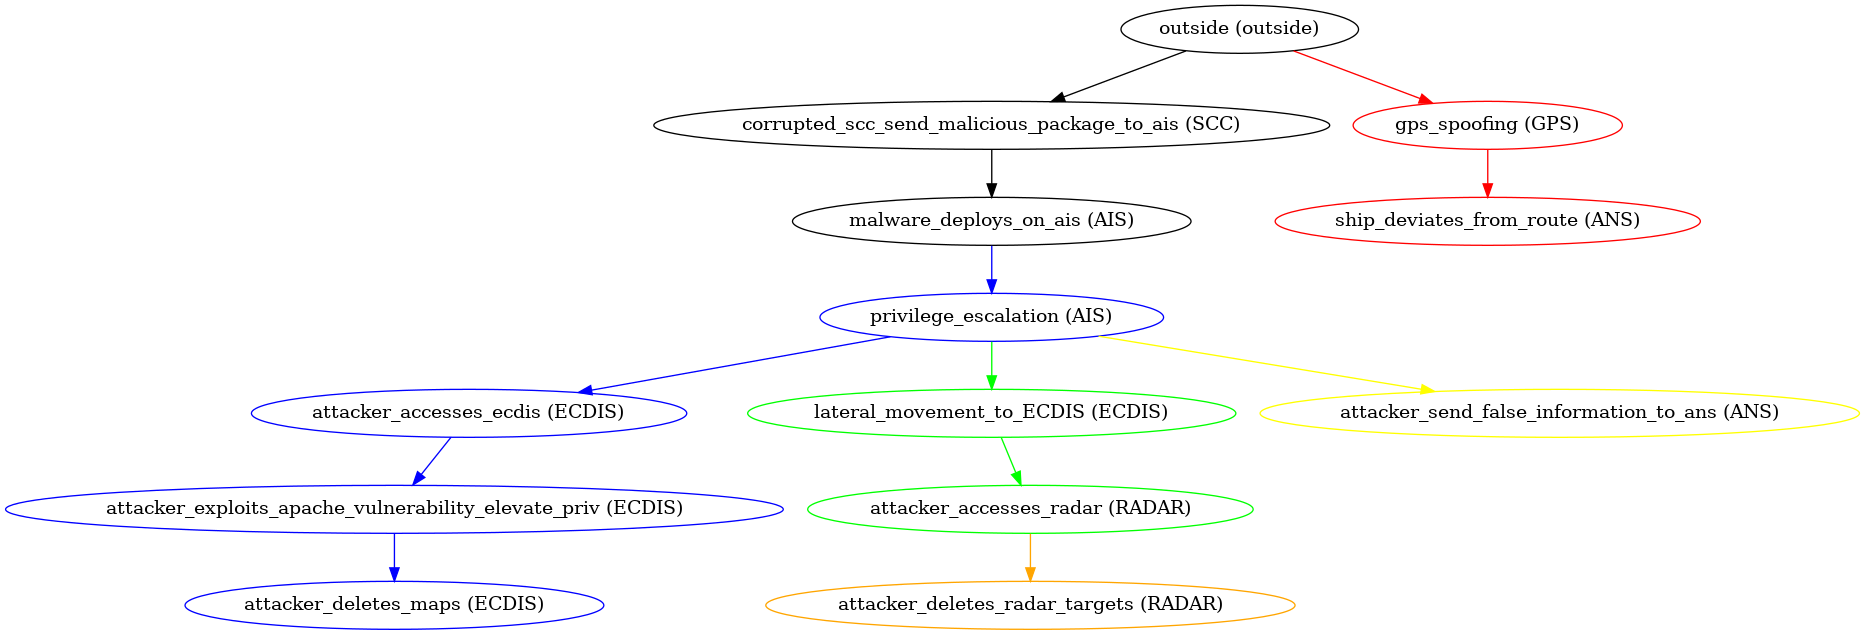 outside (outside)
corrupted_scc_send_malicious_package_to_ais (SCC)
gps_spoofing (GPS)
malware_deploys_on_ais (AIS)
ship_deviates_from_route (ANS)
privilege_escalation (AIS)
attacker_accesses_ecdis (ECDIS)
lateral_movement_to_ECDIS (ECDIS)
attacker_send_false_information_to_ans (ANS)
attacker_exploits_apache_vulnerability_elevate_priv (ECDIS)
attacker_accesses_radar (RADAR)
attacker_deletes_maps (ECDIS)
attacker_deletes_radar_targets (RADAR)